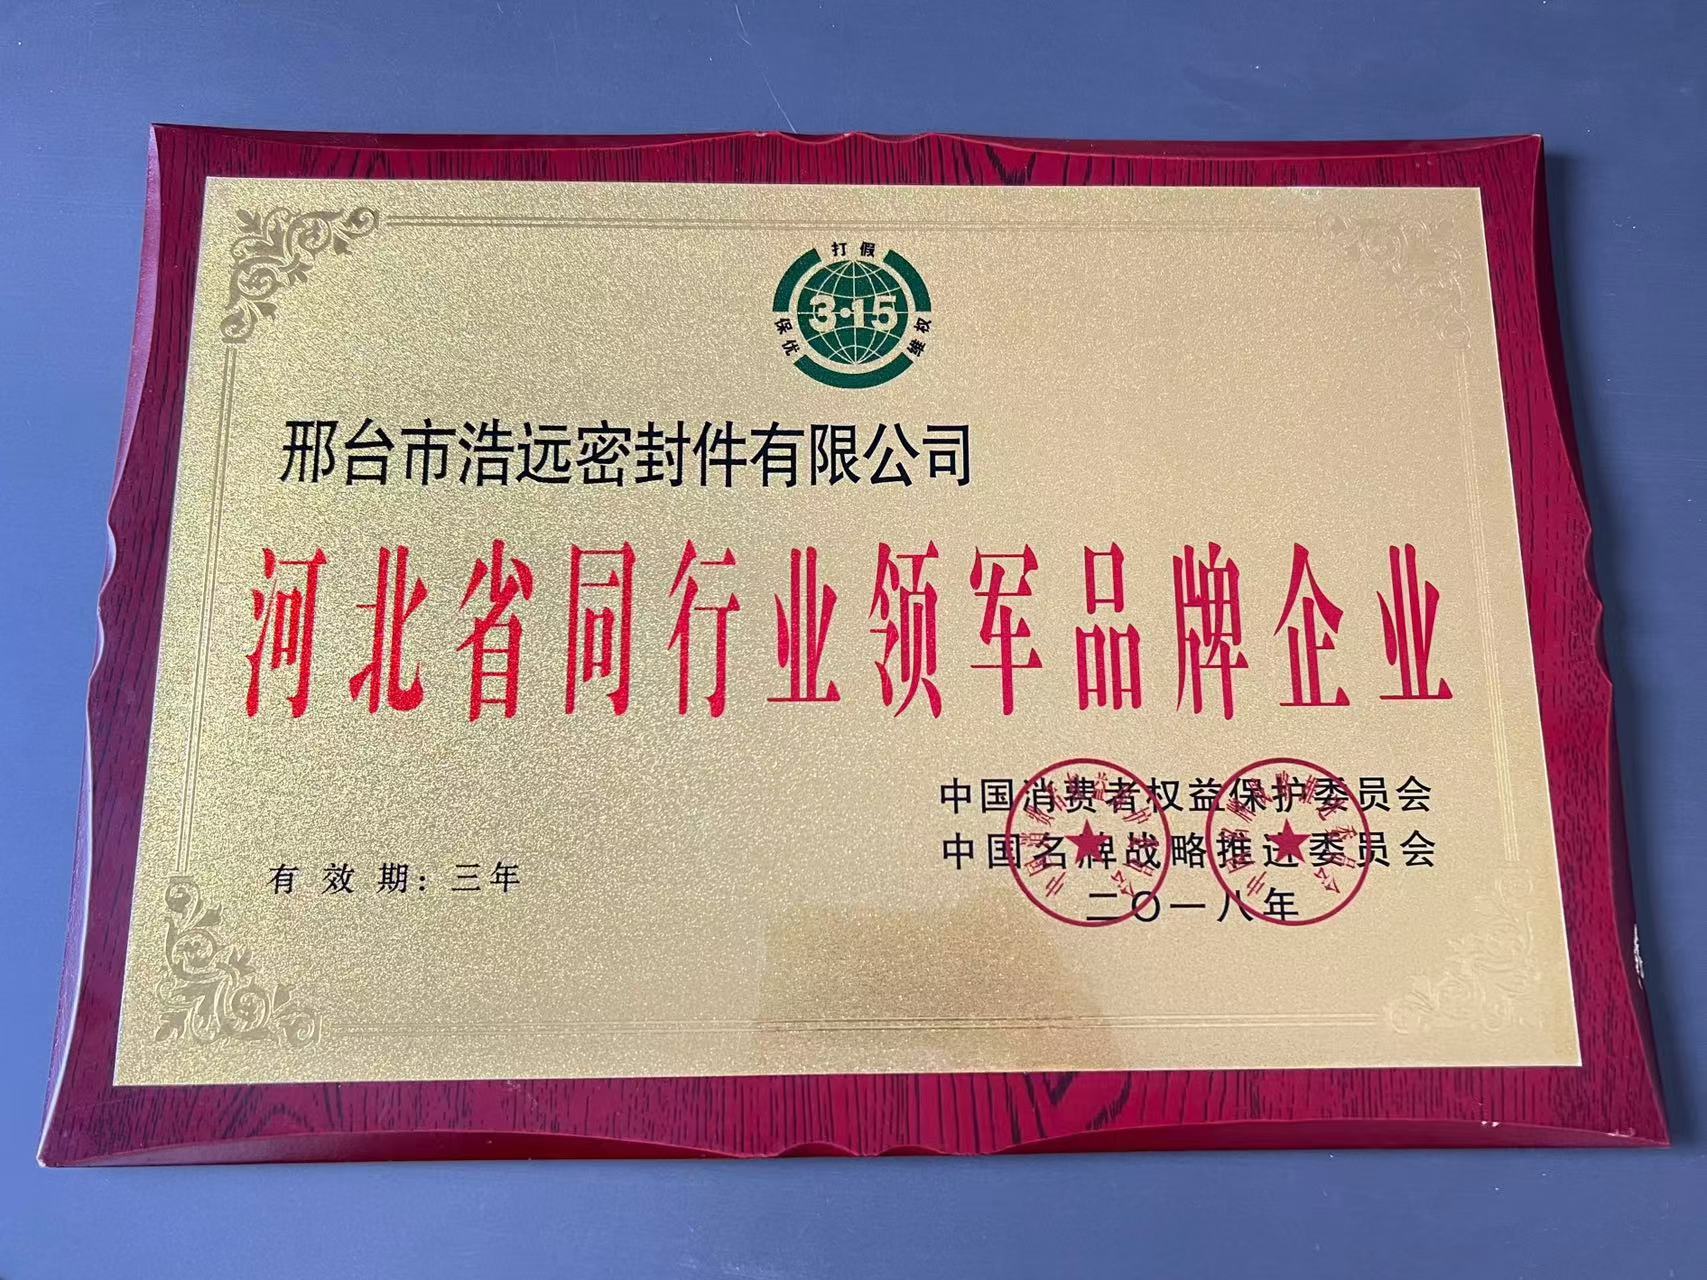 打假
3·15
保优
维权
邢台市浩远密封件有限公司
河北省同行业领军品牌企业
中国消费者权益保护委员会
中国名牌战略推进委员会
有效期：三年
二〇一八年